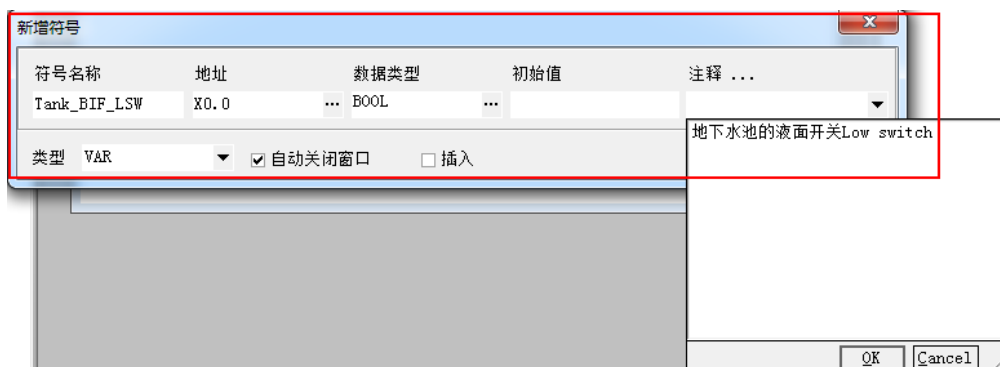 新增符号
符号名称 地址 数据类型 初始值 注释 ...
Tank_BIF_LSW X0.0 ... BOOL ...
地下水池的液面开关Low switch
类型 VAR 自动关闭窗口 插入
OK Cancel